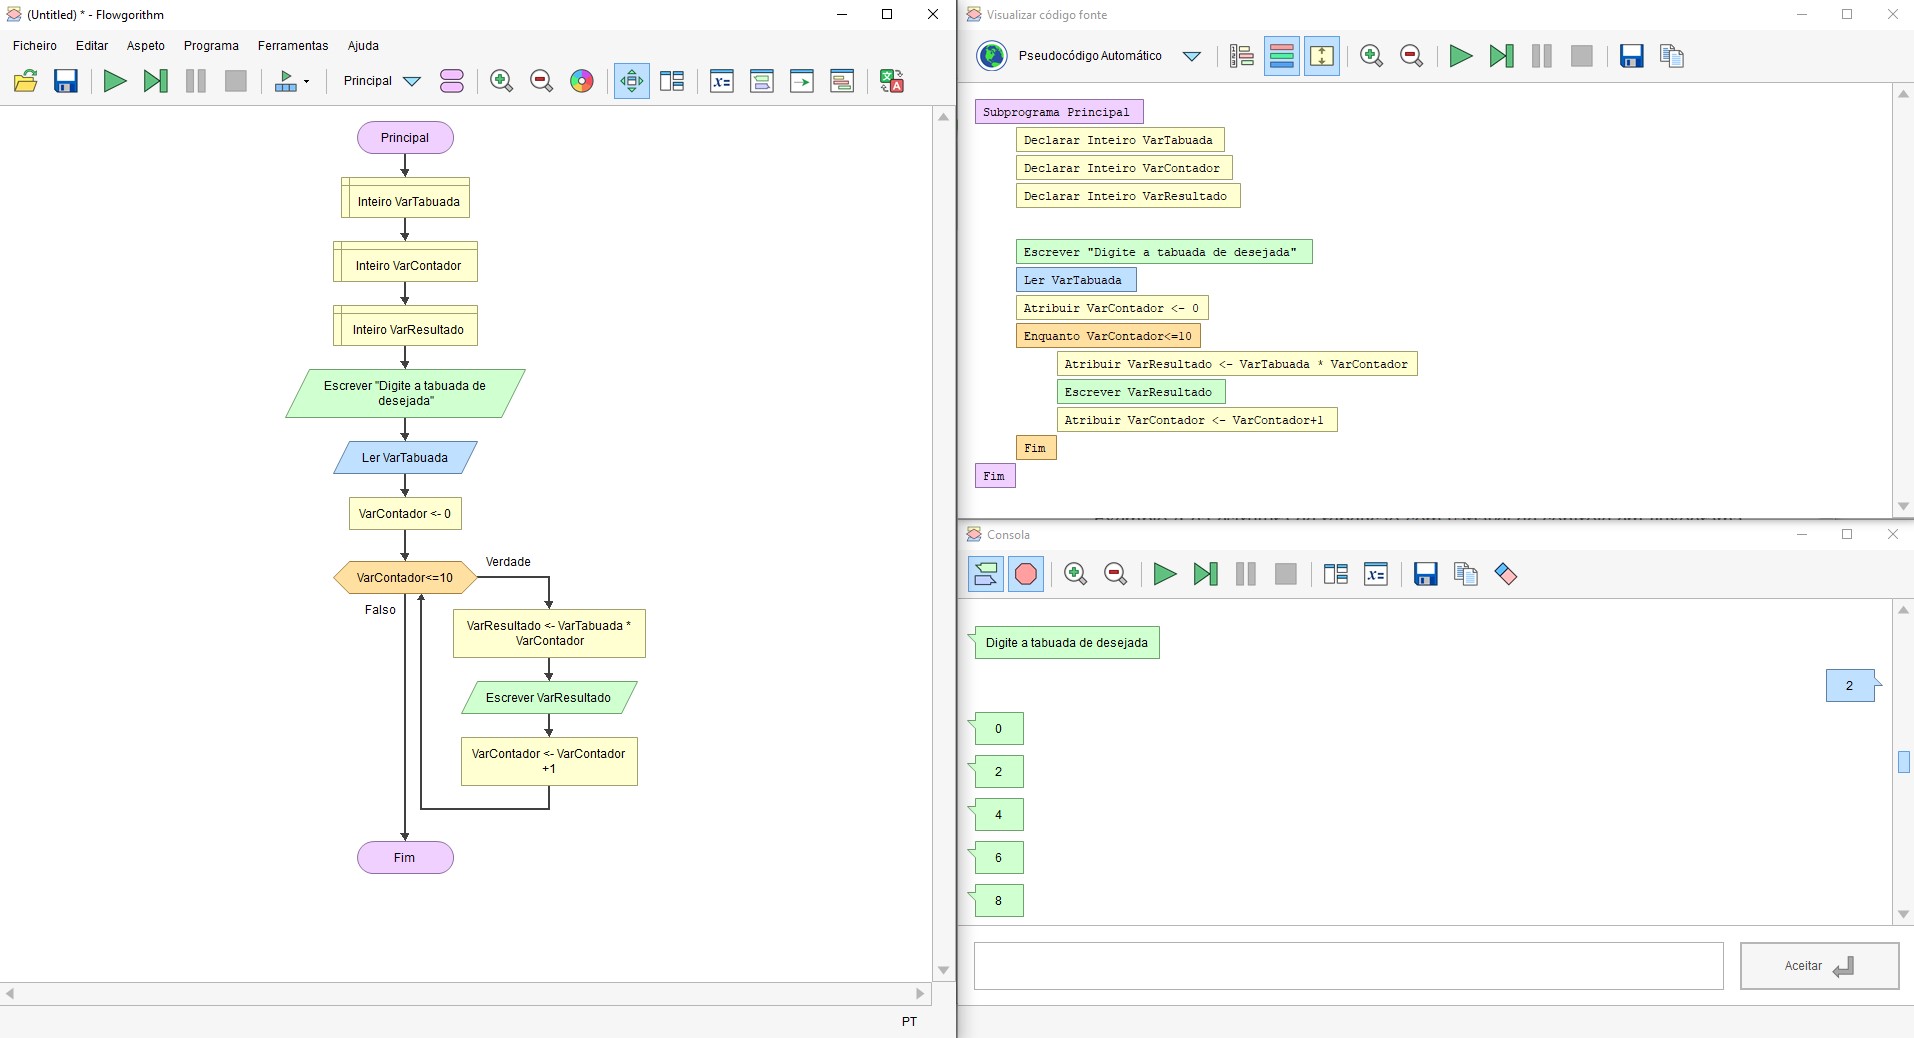 (Untitled) * - Flowgorithm
Ficheiro Editar Aspeto Programa Ferramentas Ajuda
Principal
Principal
Inteiro VarTabuada
Inteiro VarContador
Inteiro VarResultado
Escrever "Digite a tabuada de
desejada"
Ler VarTabuada
VarContador <- 0
VarContador<=10
Verdade
Falso
VarResultado <- VarTabuada *
VarContador
Escrever VarResultado
VarContador <- VarContador
+1
Fim
PT
Visualizar código fonte
Pseudocódigo Automático
Subprograma Principal
Declarar Inteiro VarTabuada
Declarar Inteiro VarContador
Declarar Inteiro VarResultado
Escrever "Digite a tabuada de desejada"
Ler VarTabuada
Atribuir VarContador <- 0
Enquanto VarContador<=10
Atribuir VarResultado <- VarTabuada * VarContador
Escrever VarResultado
Atribuir VarContador <- VarContador+1
Fim
Fim
Consola
Digite a tabuada de desejada
2
0
2
4
6
8
Aceitar